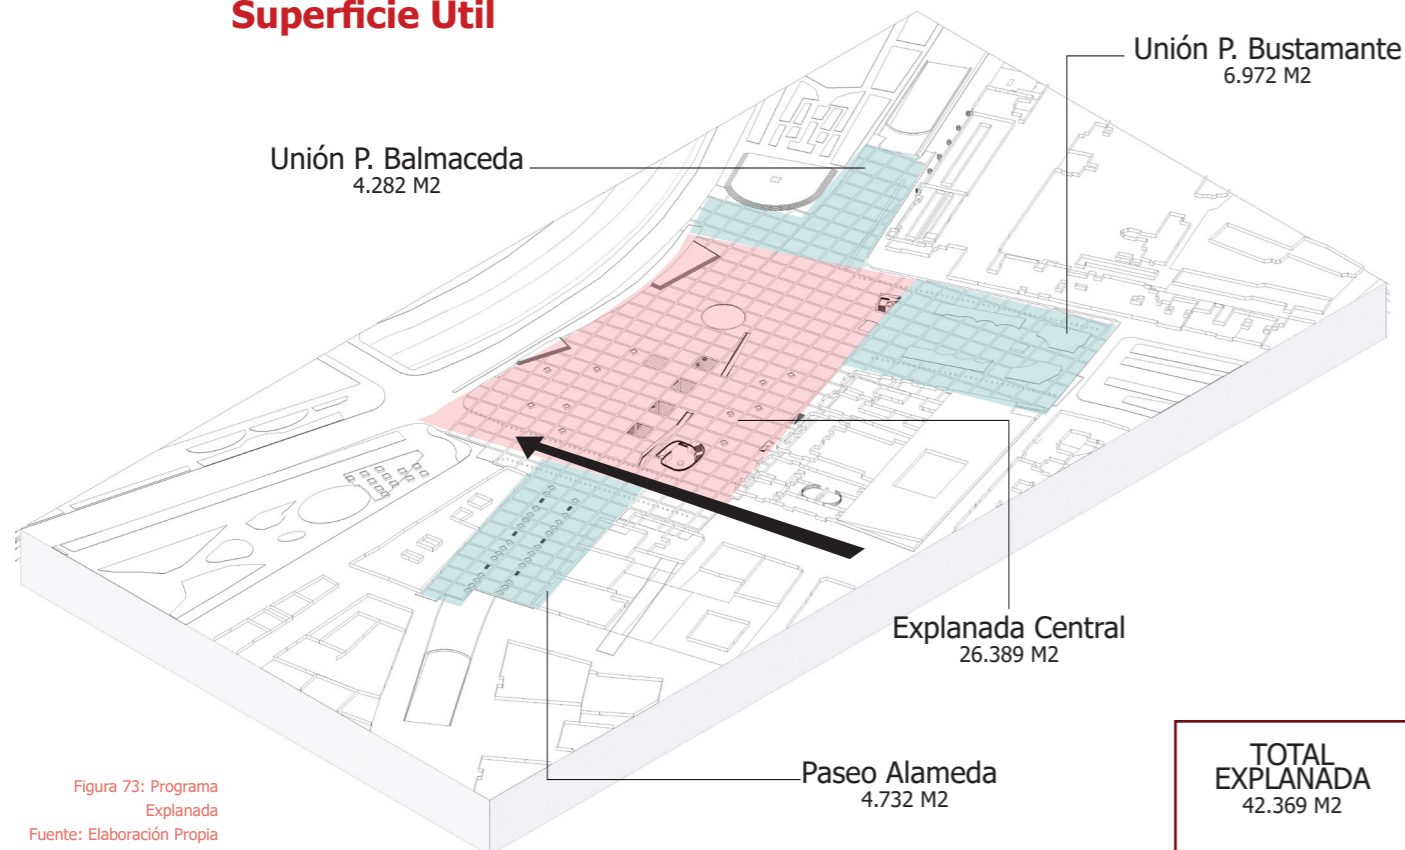 Superficie Útil
Unión P. Bustamante
6.972 M2
Unión P. Balmaceda
4.282 M2
Explanada Central
26.389 M2
Paseo Alameda
4.732 M2
TOTAL
EXPLANADA
42.369 M2
Figura 73: Programa
Explanada
Fuente: Elaboración Propia